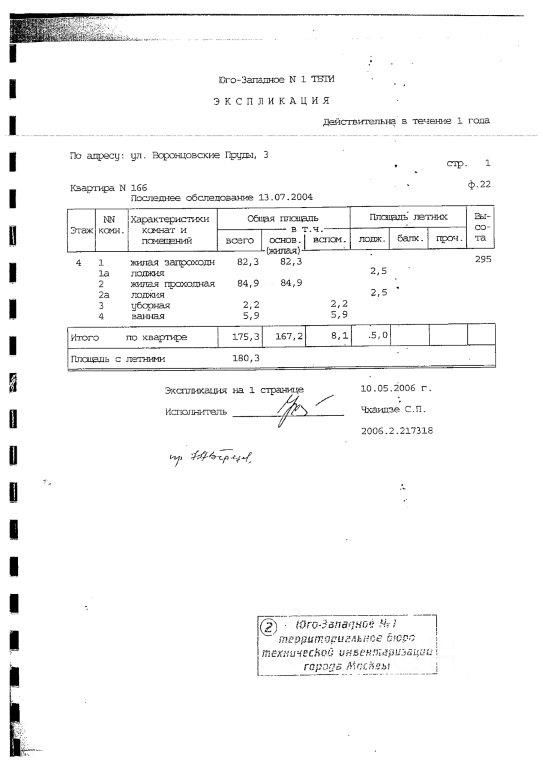 Юго-Западное N 1 ТБТИ
ЭКСПЛИКАЦИЯ
Действительна в течение 1 года
По адресу: ул. Воронцовские Пруды, 3
стр. 1
Квартира N 166
ф.22
Последнее обследование 13.07.2004
Этаж NN комн. Характеристики комнат и помещений Общая площадь Площадь летних Вы-со-та
всего в т.ч. основ. (жилая) вспом. лодж. балк. проч.
4 1 жилая запроходн 82,3 82,3 295
1а лоджия 2,5
2 жилая проходная 84,9 84,9
2а лоджия 2,5
3 уборная 2,2 2,2
4 ванная 5,9 5,9
Итого по квартире 175,3 167,2 8,1 5,0
Площадь с летними 180,3
Экспликация на 1 странице 10.05.2006 г.
Исполнитель Чхаидзе С.П.
2006.2.217318
2 Юго-Западное №1
территориальное бюро
технической инвентаризации
города Москвы